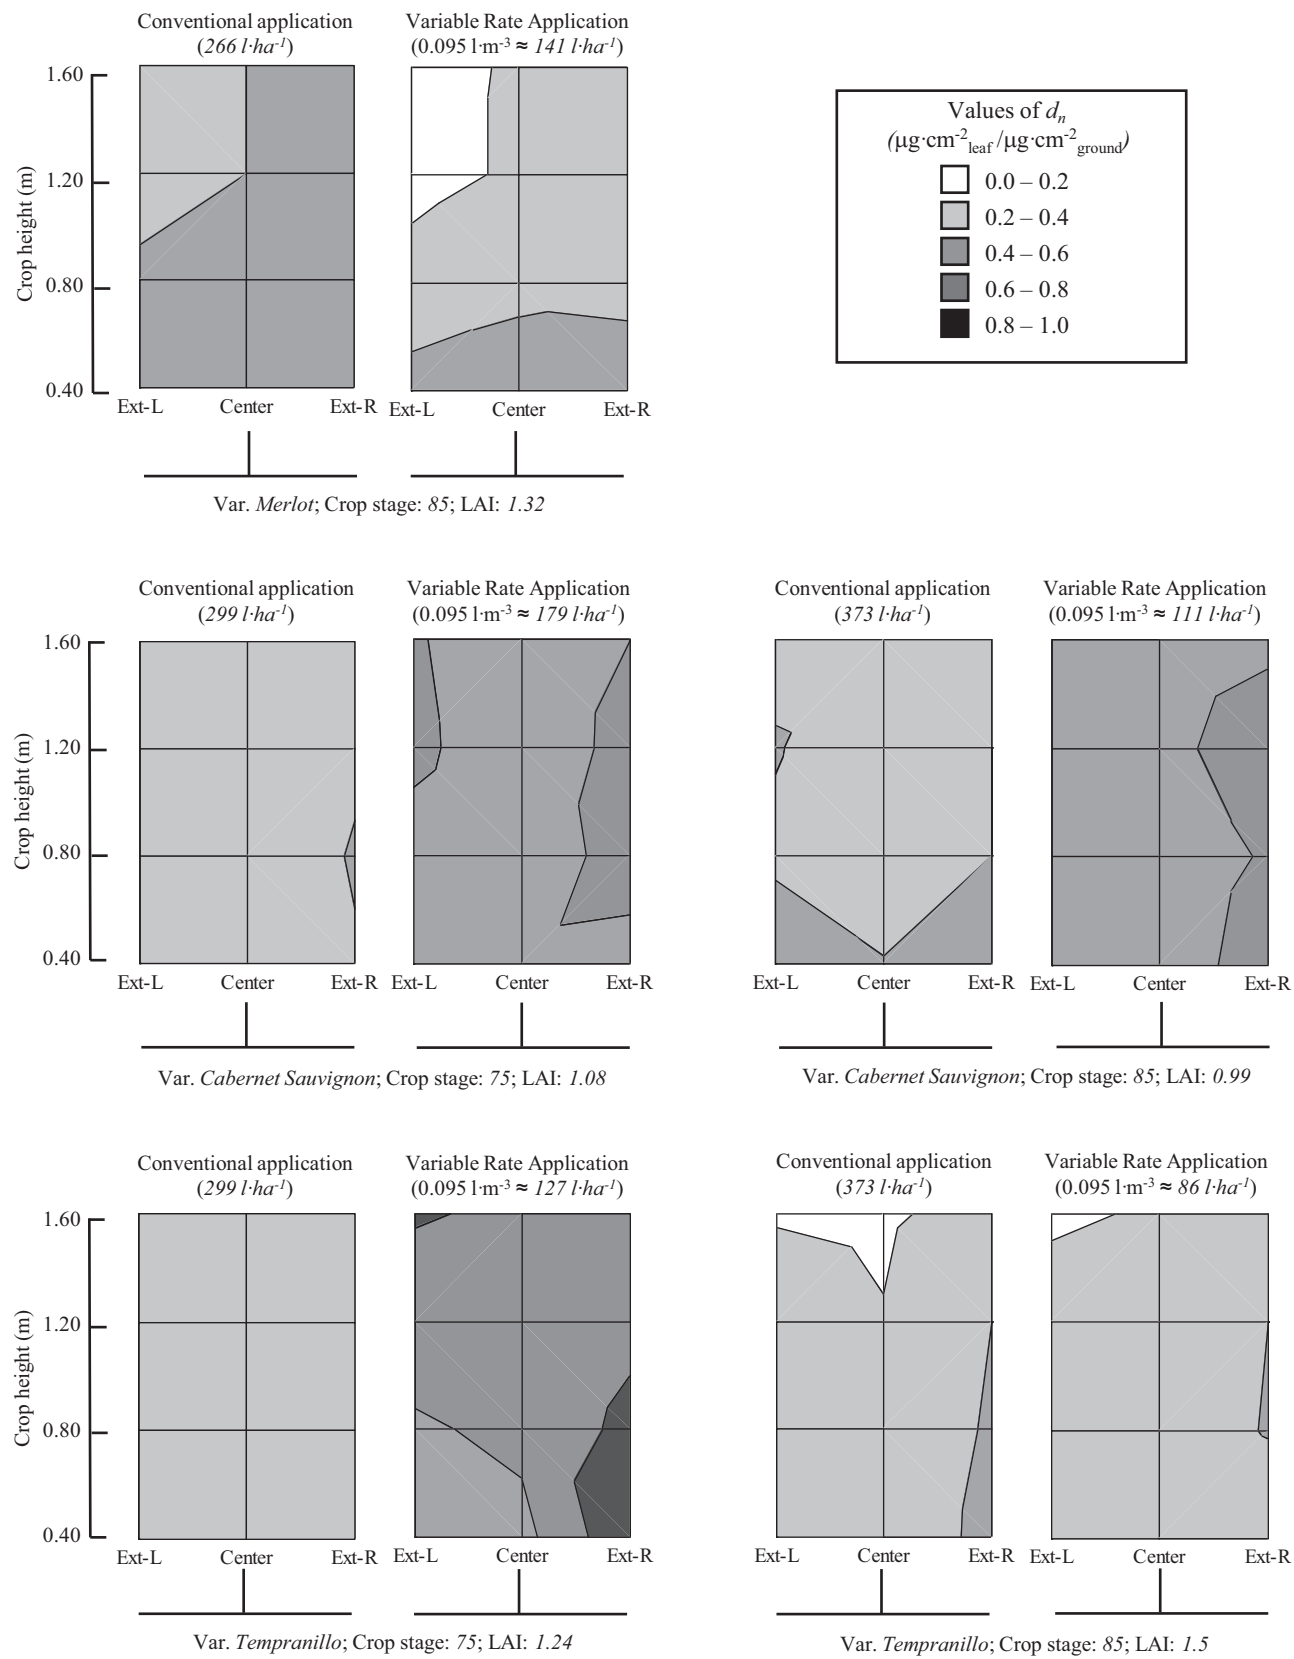 Conventional application
(266 l·ha⁻¹)
Variable Rate Application
(0.095 l·m⁻³ ≈ 141 l·ha⁻¹)
Values of dₙ
(µg·cm⁻²leaf /µg·cm⁻²ground)
0.0 – 0.2
0.2 – 0.4
0.4 – 0.6
0.6 – 0.8
0.8 – 1.0
Crop height (m)
1.60
1.20
0.80
0.40
Ext-L Center Ext-R
Ext-L Center Ext-R
Var. Merlot; Crop stage: 85; LAI: 1.32
Conventional application
(299 l·ha⁻¹)
Variable Rate Application
(0.095 l·m⁻³ ≈ 179 l·ha⁻¹)
Conventional application
(373 l·ha⁻¹)
Variable Rate Application
(0.095 l·m⁻³ ≈ 111 l·ha⁻¹)
Crop height (m)
1.60
1.20
0.80
0.40
Ext-L Center Ext-R
Ext-L Center Ext-R
Ext-L Center Ext-R
Ext-L Center Ext-R
Var. Cabernet Sauvignon; Crop stage: 75; LAI: 1.08
Var. Cabernet Sauvignon; Crop stage: 85; LAI: 0.99
Conventional application
(299 l·ha⁻¹)
Variable Rate Application
(0.095 l·m⁻³ ≈ 127 l·ha⁻¹)
Conventional application
(373 l·ha⁻¹)
Variable Rate Application
(0.095 l·m⁻³ ≈ 86 l·ha⁻¹)
Crop height (m)
1.60
1.20
0.80
0.40
Ext-L Center Ext-R
Ext-L Center Ext-R
Ext-L Center Ext-R
Ext-L Center Ext-R
Var. Tempranillo; Crop stage: 75; LAI: 1.24
Var. Tempranillo; Crop stage: 85; LAI: 1.5